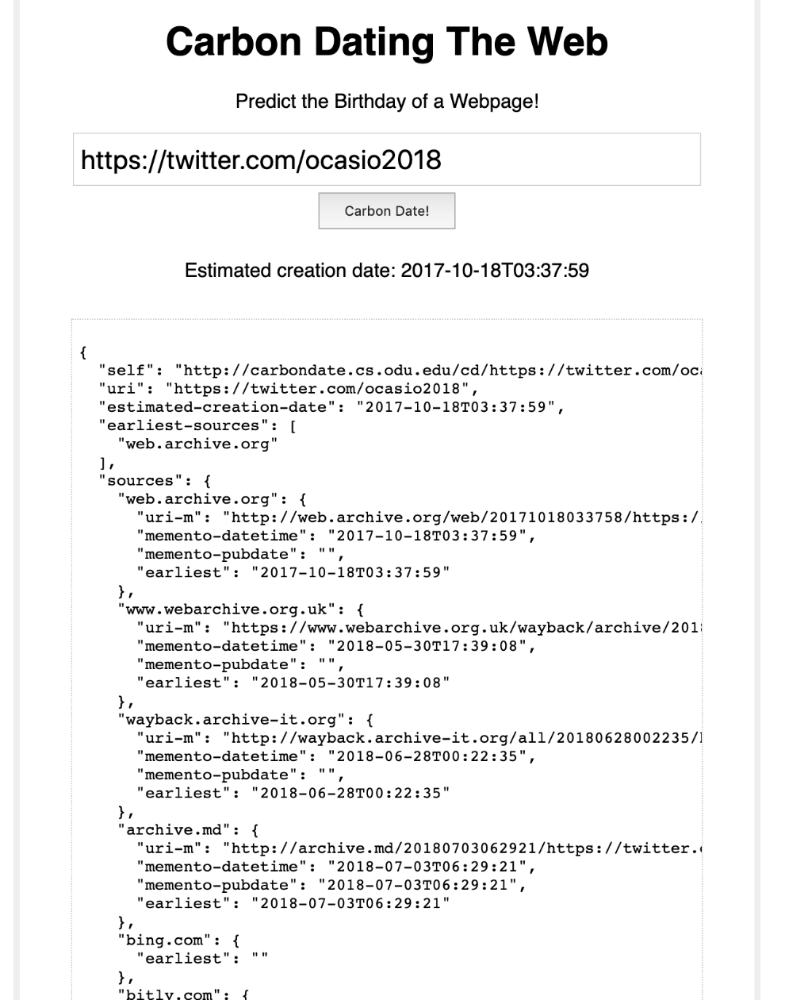 Carbon Dating The Web
Predict the Birthday of a Webpage!
https://twitter.com/ocasio2018
Carbon Date!
Estimated creation date: 2017-10-18T03:37:59
{
"self": "http://carbondate.cs.odu.edu/cd/https://twitter.com/oc
"uri": "https://twitter.com/ocasio2018",
"estimated-creation-date": "2017-10-18T03:37:59",
"earliest-sources": [
"web.archive.org"
],
"sources": {
"web.archive.org": {
"uri-m": "http://web.archive.org/web/20171018033758/https:/
"memento-datetime": "2017-10-18T03:37:59",
"memento-pubdate": "",
"earliest": "2017-10-18T03:37:59"
},
"www.webarchive.org.uk": {
"uri-m": "https://www.webarchive.org.uk/wayback/archive/201
"memento-datetime": "2018-05-30T17:39:08",
"memento-pubdate": "",
"earliest": "2018-05-30T17:39:08"
},
"wayback.archive-it.org": {
"uri-m": "http://wayback.archive-it.org/all/20180628002235/
"memento-datetime": "2018-06-28T00:22:35",
"memento-pubdate": "",
"earliest": "2018-06-28T00:22:35"
},
"archive.md": {
"uri-m": "http://archive.md/20180703062921/https://twitter.
"memento-datetime": "2018-07-03T06:29:21",
"memento-pubdate": "2018-07-03T06:29:21",
"earliest": "2018-07-03T06:29:21"
},
"bing.com": {
"earliest": ""
},
"bitly.com": {